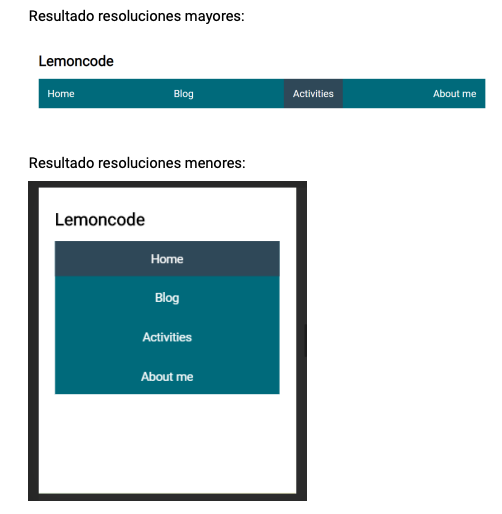 Resultado resoluciones mayores:
Lemoncode
Home Blog Activities About me
Resultado resoluciones menores:
Lemoncode
Home
Blog
Activities
About me